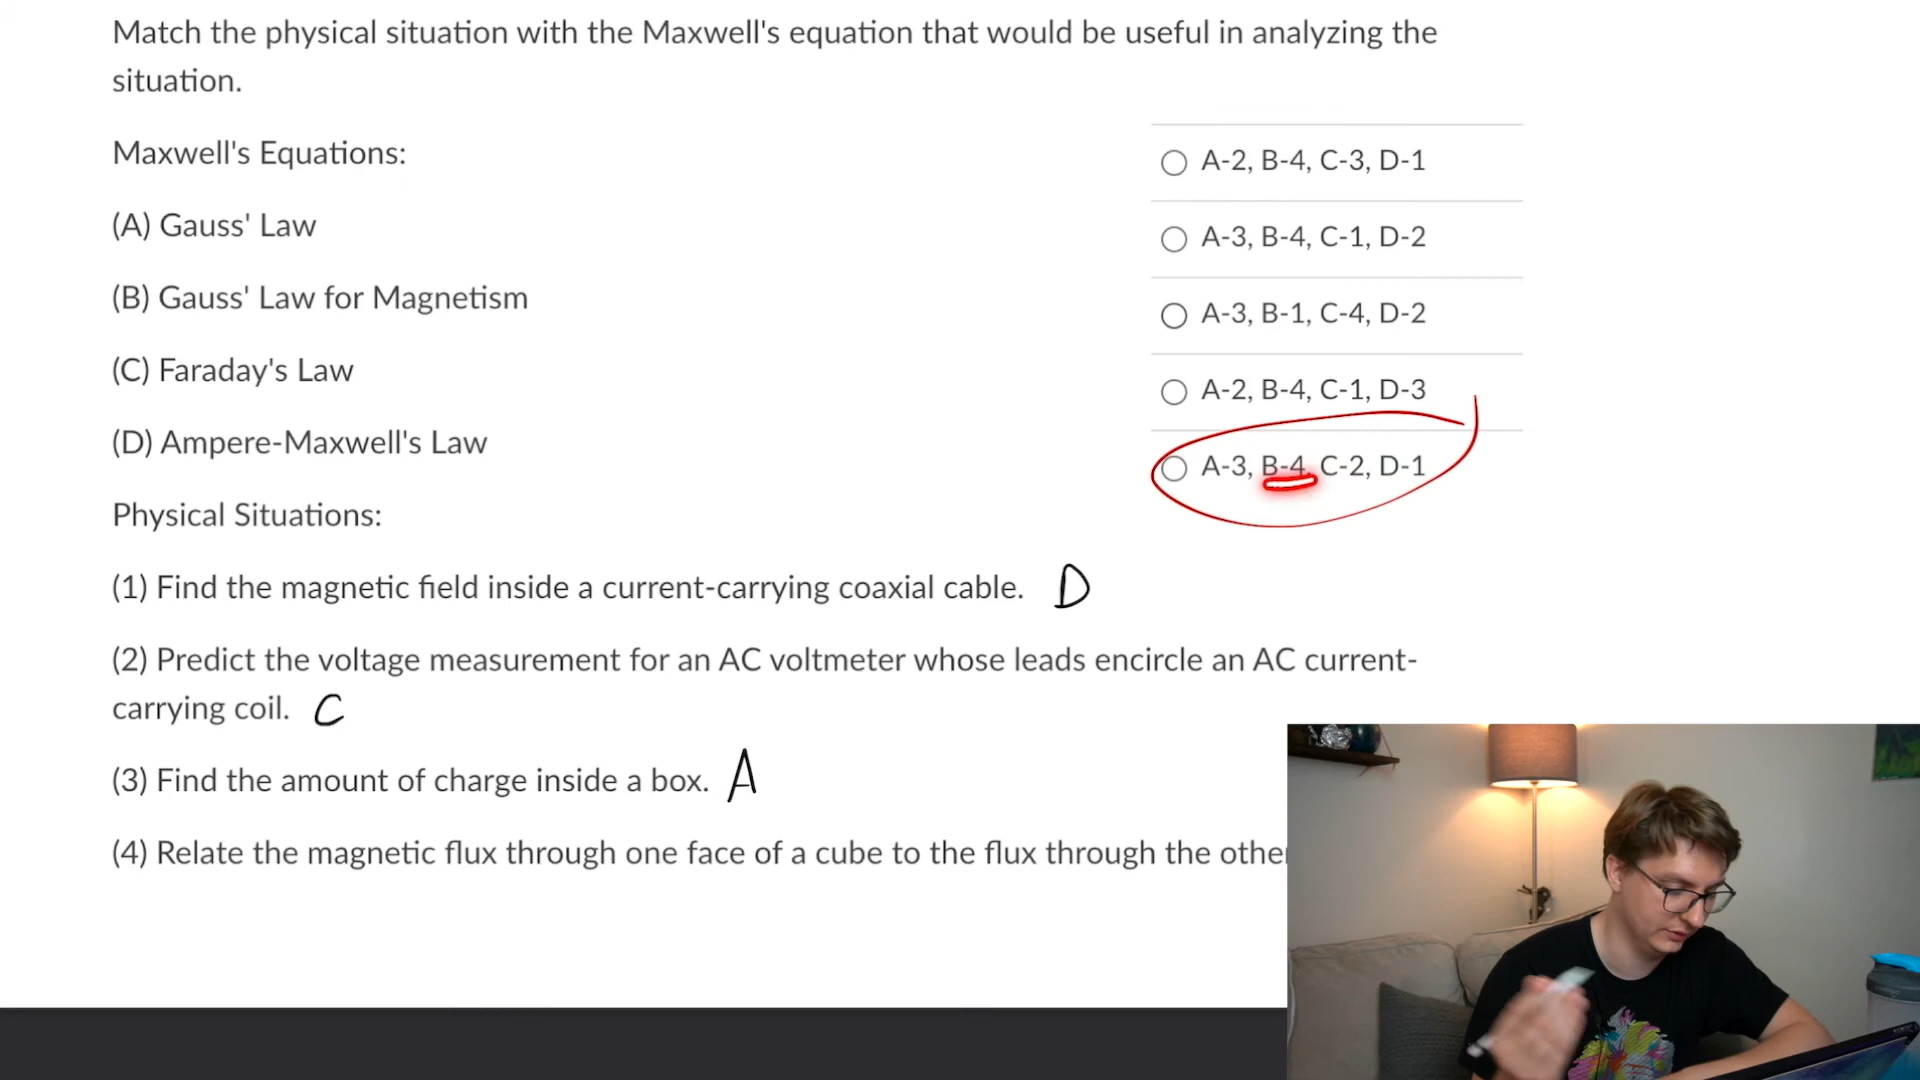 Match the physical situation with the Maxwell's equation that would be useful in analyzing the
situation.
Maxwell's Equations:
(A) Gauss' Law
(B) Gauss' Law for Magnetism
(C) Faraday's Law
(D) Ampere-Maxwell's Law
Physical Situations:
(1) Find the magnetic field inside a current-carrying coaxial cable. D
(2) Predict the voltage measurement for an AC voltmeter whose leads encircle an AC current-
carrying coil. C
(3) Find the amount of charge inside a box. A
(4) Relate the magnetic flux through one face of a cube to the flux through the
A-2, B-4, C-3, D-1
A-3, B-4, C-1, D-2
A-3, B-1, C-4, D-2
A-2, B-4, C-1, D-3
A-3, B-4, C-2, D-1